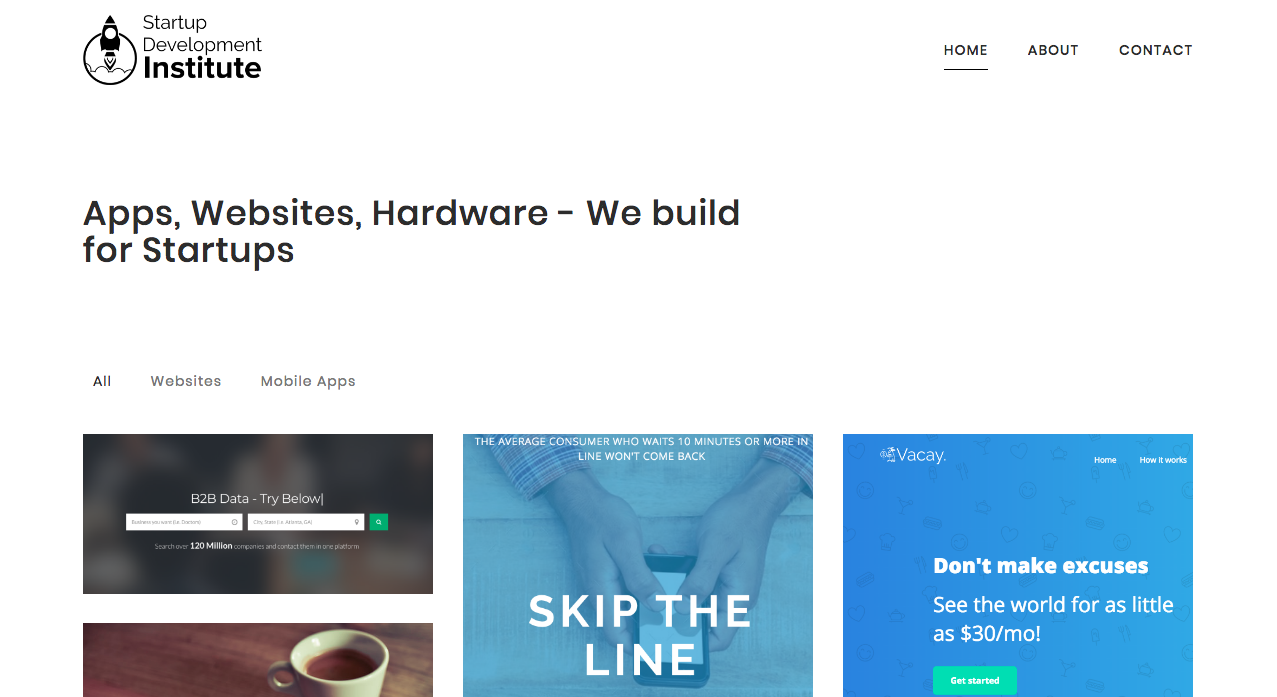 Startup
Development
Institute
HOME ABOUT CONTACT
Apps, Websites, Hardware - We build
for Startups
All Websites Mobile Apps
B2B Data - Try Below|
Business you want (i.e. Doctors) City, State (i.e. Atlanta, GA)
Search over 120 Million companies and contact them in one platform
THE AVERAGE CONSUMER WHO WAITS 10 MINUTES OR MORE IN
LINE WON'T COME BACK
SKIP THE
LINE
Vacay.
Home How it works
Don't make excuses
See the world for as little
as $30/mo!
Get started